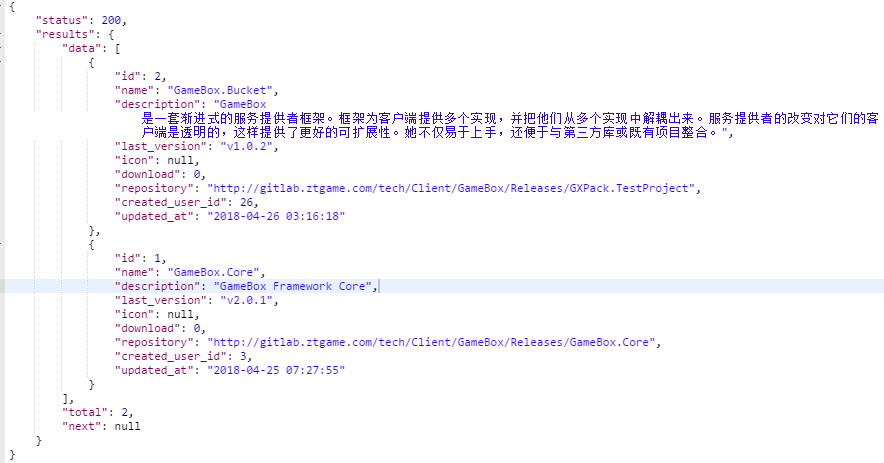 {
"status": 200,
"results": {
"data": [
{
"id": 2,
"name": "GameBox.Bucket",
"description": "GameBox
是一套渐进式的服务提供者框架。框架为客户端提供多个实现，并把他们从多个实现中解耦出来。服务提供者的改变对它们的客
户端是透明的，这样提供了更好的可扩展性。她不仅易于上手，还便于与第三方库或既有项目整合。",
"last_version": "v1.0.2",
"icon": null,
"download": 0,
"repository": "http://gitlab.ztgame.com/tech/Client/GameBox/Releases/GXPack.TestProject",
"created_user_id": 26,
"updated_at": "2018-04-26 03:16:18"
},
{
"id": 1,
"name": "GameBox.Core",
"description": "GameBox Framework Core",
"last_version": "v2.0.1",
"icon": null,
"download": 0,
"repository": "http://gitlab.ztgame.com/tech/Client/GameBox/Releases/GameBox.Core",
"created_user_id": 3,
"updated_at": "2018-04-25 07:27:55"
}
],
"total": 2,
"next": null
}
}